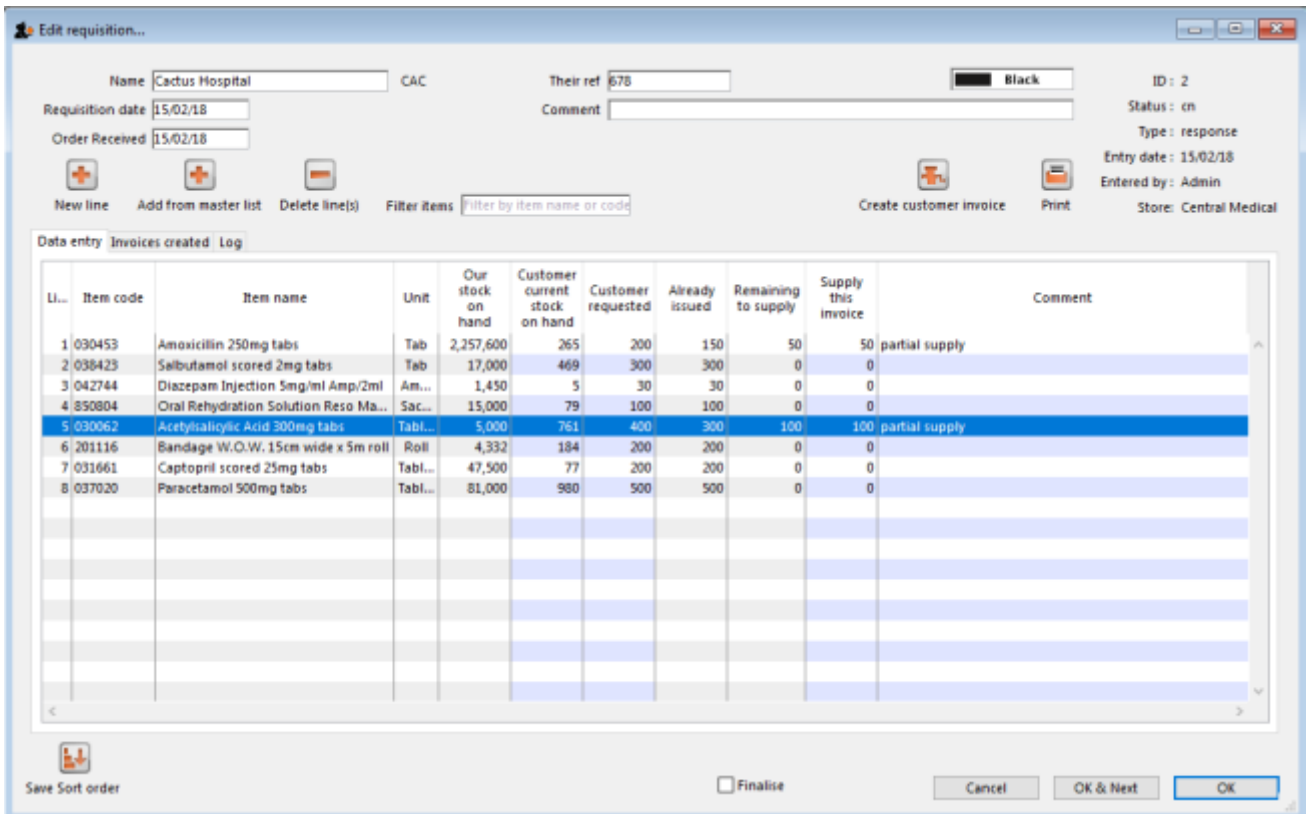 Edit requisition...
Name Cactus Hospital CAC Their ref 678 Black ID : 2
Requisition date 15/02/18 Comment Status : cn
Order Received 15/02/18 Type : response
Entry date : 15/02/18
Entered by : Admin
New line Add from master list Delete line(s) Filter items Filter by item name or code Create customer invoice Print Store: Central Medical
Data entry Invoices created Log
Li... Item code Item name Unit Our stock on hand Customer current stock on hand Customer requested Already issued Remaining to supply Supply this invoice Comment
1 030453 Amoxicillin 250mg tabs Tab 2,257,600 265 200 150 50 50 partial supply
2 038423 Salbutamol scored 2mg tabs Tab 17,000 469 300 300 0 0
3 042744 Diazepam Injection 5mg/ml Amp/2ml Am... 1,450 5 30 30 0 0
4 850804 Oral Rehydration Solution Reso Ma... Sac... 15,000 79 100 100 0 0
5 030062 Acetylsalicylic Acid 300mg tabs Tabl... 5,000 761 400 300 100 100 partial supply
6 201116 Bandage W.O.W. 15cm wide x 5m roll Roll 4,332 184 200 200 0 0
7 031661 Captopril scored 25mg tabs Tabl... 47,500 77 200 200 0 0
8 037020 Paracetamol 500mg tabs Tabl... 81,000 980 500 500 0 0
Save Sort order Finalise Cancel OK & Next OK